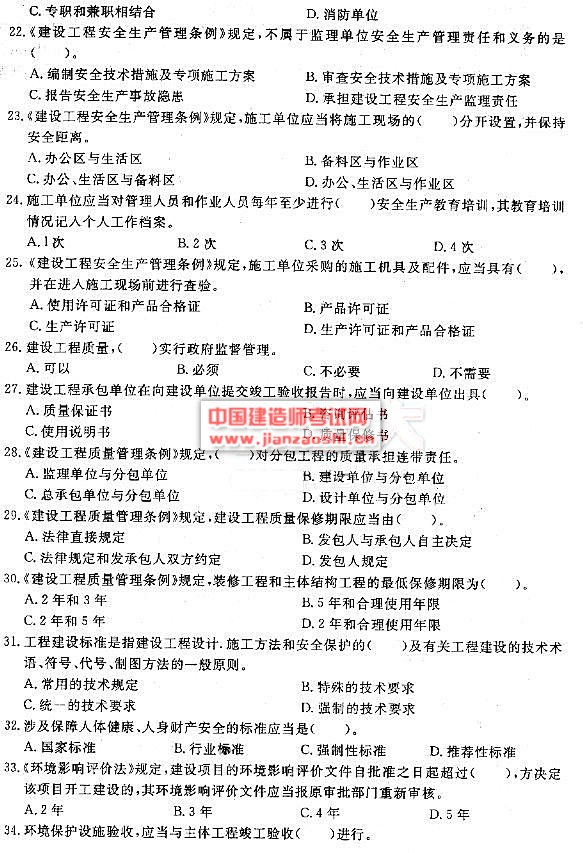 C. 专职和兼职相结合 D. 消防单位
22.《建设工程安全生产管理条例》规定,不属于监理单位安全生产管理责任和义务的是
( )。
A. 编制安全技术措施及专项施工方案 B. 审查安全技术措施及专项施工方案
C. 报告安全生产事故隐患 D. 承担建设工程安全生产监理责任
23.《建设工程安全生产管理条例》规定,施工单位应当将施工现场的( )分开设置,并保持
安全距离。
A. 办公区与生活区 B. 备料区与作业区
C. 办公、生活区与备料区 D. 办公、生活区与作业区
24. 施工单位应当对管理人员和作业人员每年至少进行( )安全生产教育培训,其教育培训
情况记入个人工作档案。
A. 1次 B. 2次 C. 3次 D. 4次
25.《建设工程安全生产管理条例》规定,施工单位采购的施工机具及配件,应当具有( ),
并在进人施工现场前进行查验。
A. 使用许可证和产品合格证 B. 产品许可证
C. 生产许可证 D. 生产许可证和产品合格证
26. 建设工程质量,( )实行政府监督管理。
A. 可以 B. 必须 C. 不必要 D. 不需要
27. 建设工程承包单位在向建设单位提交竣工验收报告时,应当向建设单位出具( )。
A. 质量保证书 B. 咨询评估书
中国建造师考试网
C. 使用说明书 D. 质量保修书
www.jianzaoshi.com
28.《建设工程质量管理条例》规定,( )对分包工程的质量承担连带责任。
A. 监理单位与分包单位 B. 建设单位与分包单位
C. 总承包单位与分包单位 D. 设计单位与分包单位
29.《建设工程质量管理条例》规定,建设工程质量保修期限应当由( )。
A. 法律直接规定 B. 发包人与承包人自主决定
C. 法律规定和发承包人双方约定 D. 发包人规定
30.《建设工程质量管理条例》规定,装修工程和主体结构工程的最低保修期限为( )。
A. 2年和3年 B. 5年和合理使用年限
C. 2年和5年 D. 2年和合理使用年限
31. 工程建设标准是指建设工程设计、施工方法和安全保护的( )及有关工程建设的技术术
语、符号、代号、制图方法的一般原则。
A. 常用的技术规定 B. 特殊的技术要求
C. 统一的技术要求 D. 强制的技术要求
32. 涉及保障人体健康、人身财产安全的标准应当是( )。
A. 国家标准 B. 行业标准 C. 强制性标准 D. 推荐性标准
33.《环境影响评价法》规定,建设项目的环境影响评价文件自批准之日起超过( ),方决定
该项目开工建设的,其环境影响评价文件应当报原审批部门重新审核。
A. 2年 B. 3年 C. 4年 D. 5年
34. 环境保护设施验收,应当与主体工程竣工验收( )进行。